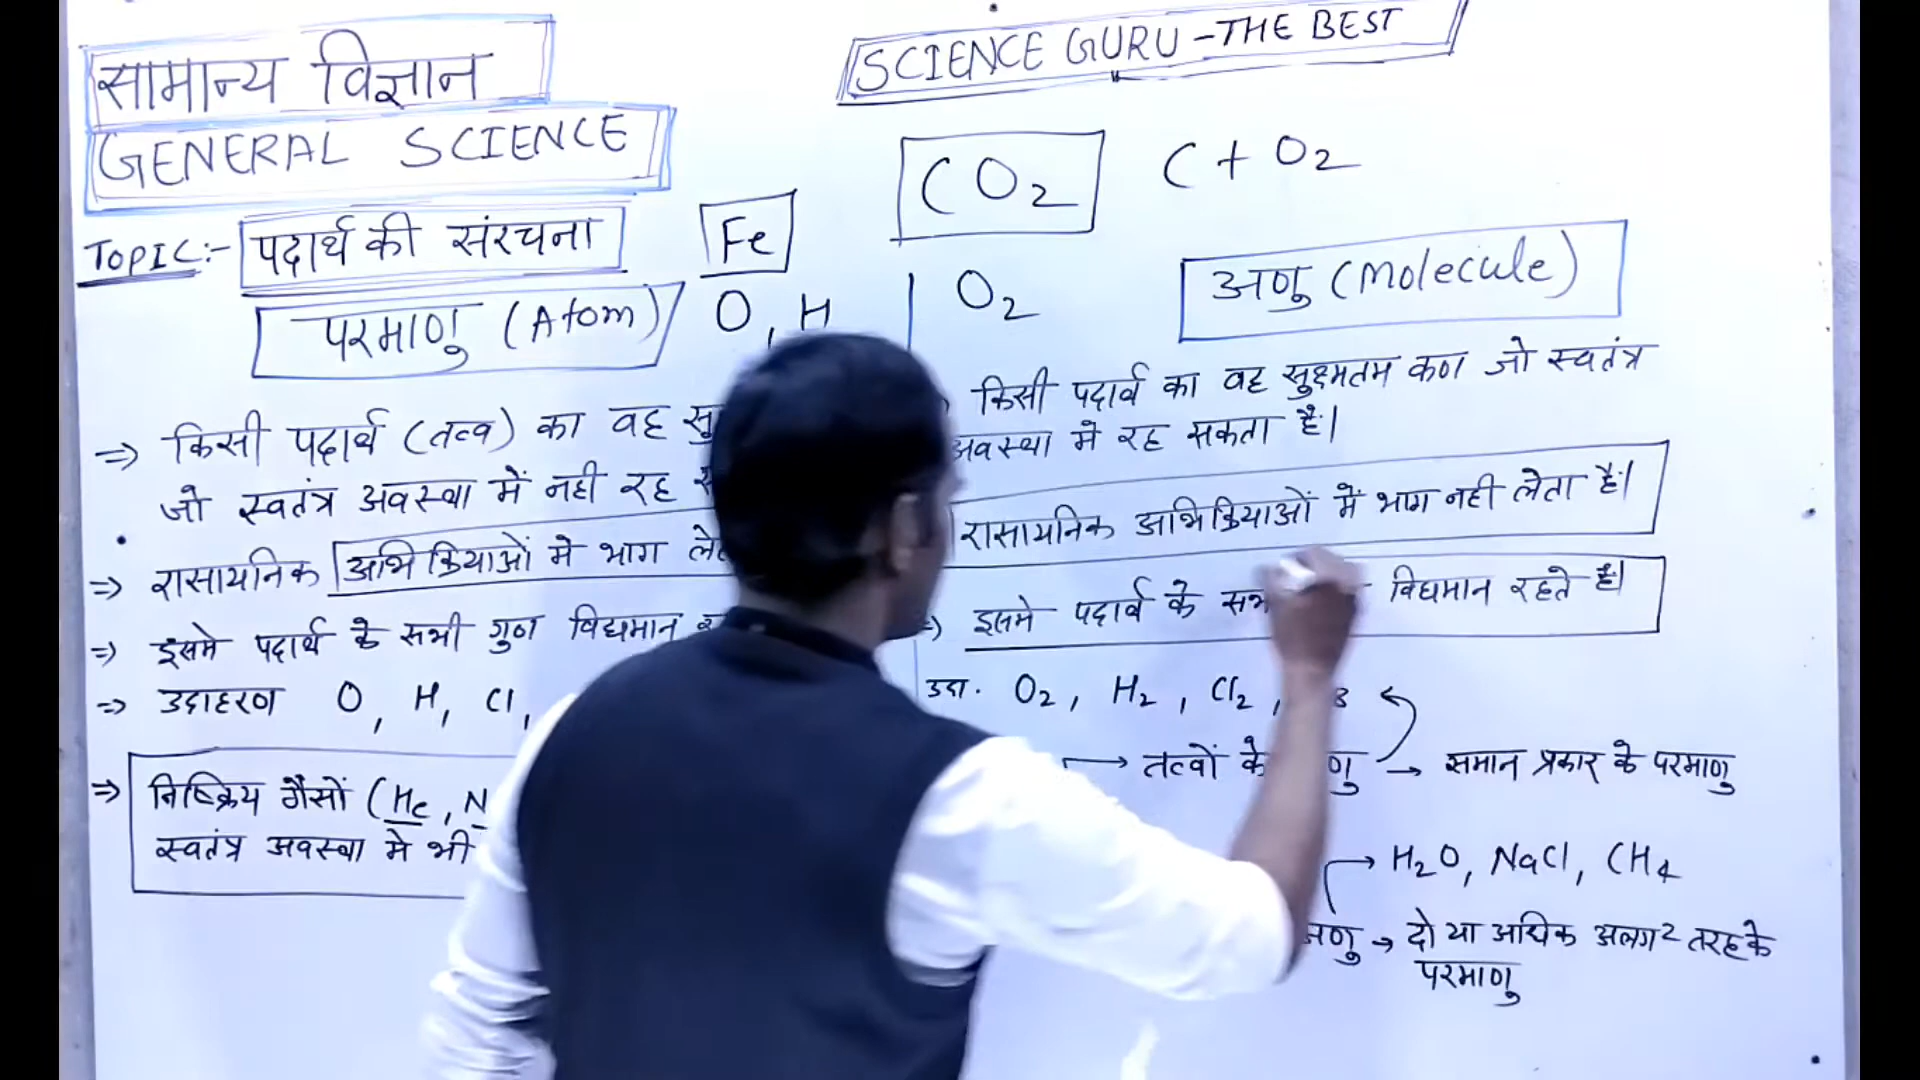 सामान्य विज्ञान
GENERAL SCIENCE
SCIENCE GURU - THE BEST
CO2
C + O2
TOPIC:- पदार्थ की संरचना
Fe
परमाणु (Atom)
O, H
O2
अणु (Molecule)
⇒ किसी पदार्थ (तत्व) का वह
जो स्वतंत्र अवस्था में नही रह
⇒ रासायनिक अभिक्रियाओं मे भाग
⇒ इसमे पदार्थ के सभी गुण विद्यमान
⇒ उदाहरण O, H, Cl,
⇒ निष्क्रिय गैसों (He, N
स्वतंत्र अवस्था मे भी
किसी पदार्थ का वह सुक्ष्मतम कण जो स्वतंत्र
अवस्था मे रह सकता है।
रासायनिक अभिक्रियाओं में भाग नही लेता है।
इसमे पदार्थ के विद्यमान रहते है।
उदा. O2, H2, Cl2,
→ तत्वों के → समान प्रकार के परमाणु
→ H2O, NaCl, CH4
अणु → दो या अधिक अलग2 तरह के
परमाणु